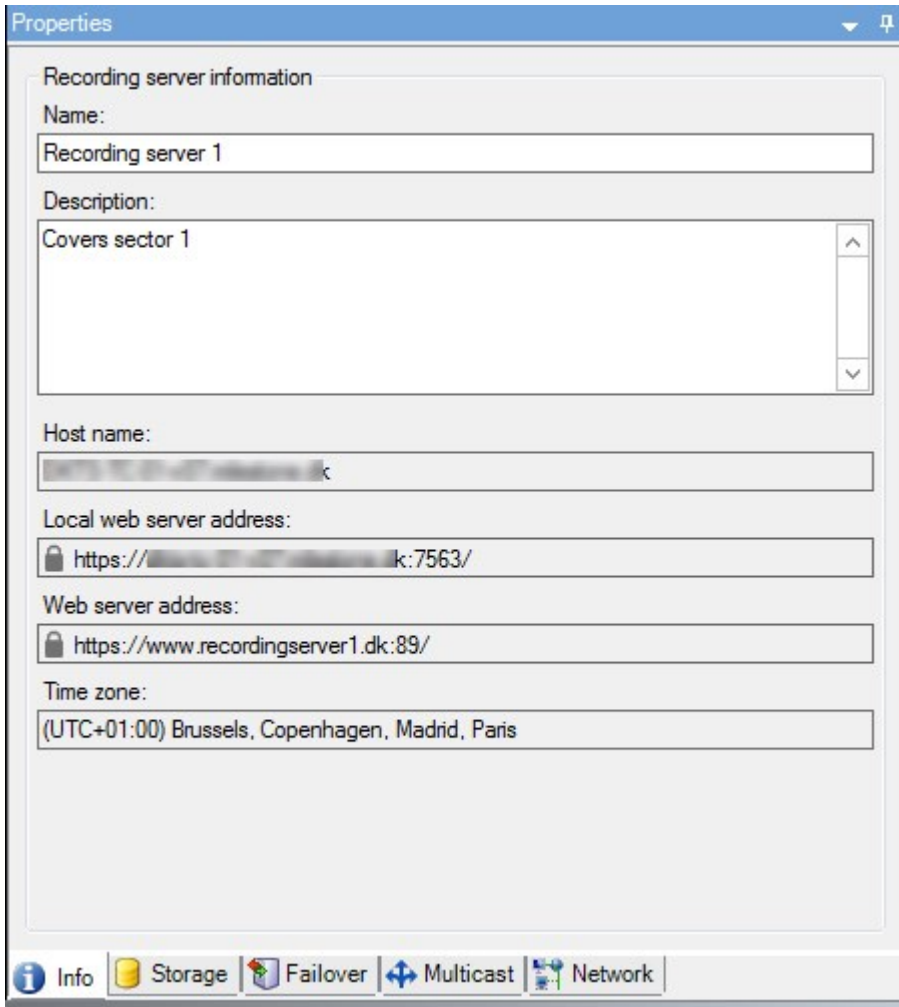 Properties
Recording server information
Name:
Recording server 1
Description:
Covers sector 1
Host name:
Local web server address:
https:// k:7563/
Web server address:
https://www.recordingserver1.dk:89/
Time zone:
(UTC+01:00) Brussels, Copenhagen, Madrid, Paris
Info Storage Failover Multicast Network